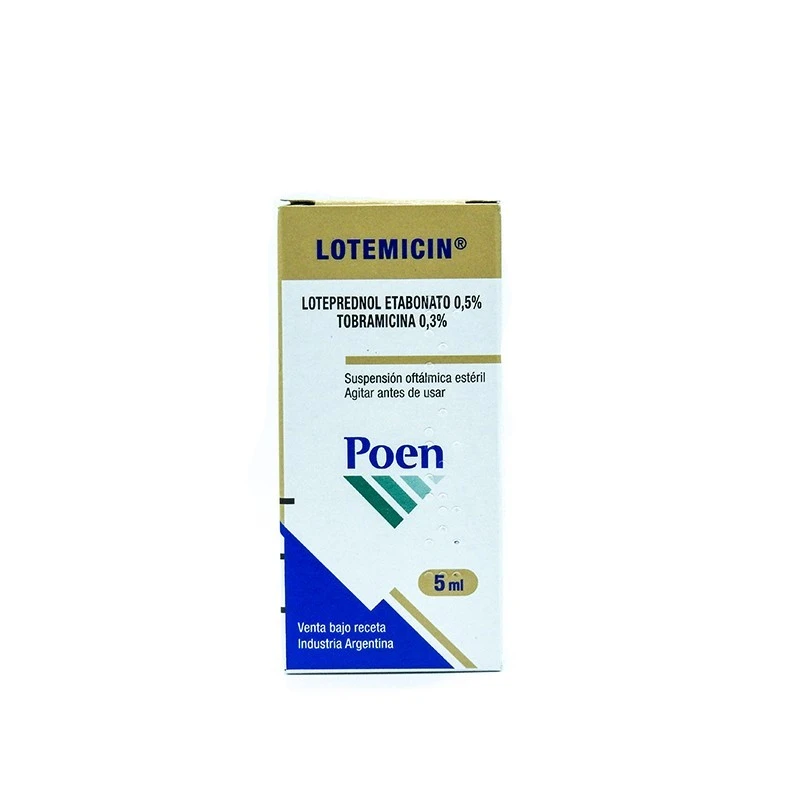 LOTEMICIN®
LOTEPREDNOL ETABONATO 0,5%
TOBRAMICINA 0,3%
Suspensión oftálmica estéril
Agitar antes de usar
Poen
5 ml
Venta bajo receta
Industria Argentina